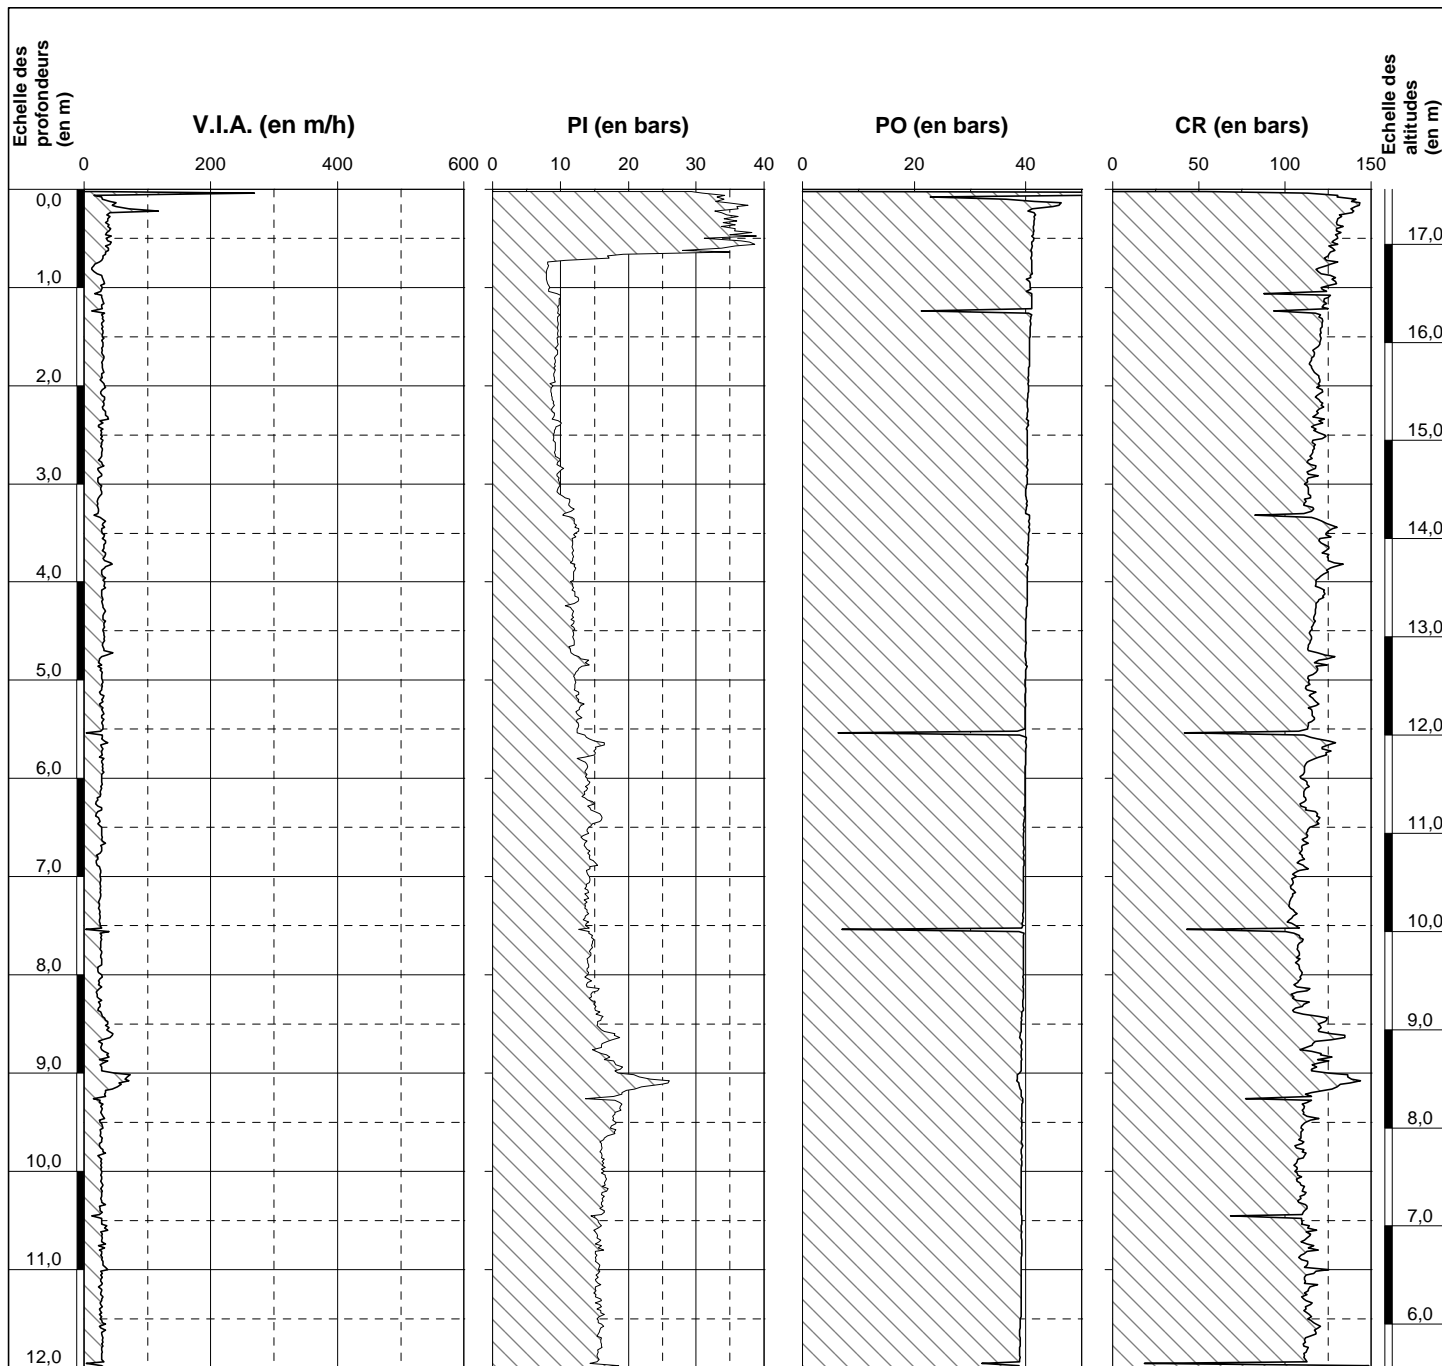 Echelle des
profondeurs
(en m)
V.I.A. (en m/h)
PI (en bars)
PO (en bars)
CR (en bars)
Echelle des
altitudes
(en m)
0 200 400 600
0 10 20 30 40
0 20 40
0 50 100 150
0,0
17,0
1,0
16,0
2,0
15,0
3,0
14,0
4,0
13,0
5,0
12,0
6,0
11,0
7,0
10,0
8,0
9,0
9,0
8,0
10,0
7,0
11,0
6,0
12,0